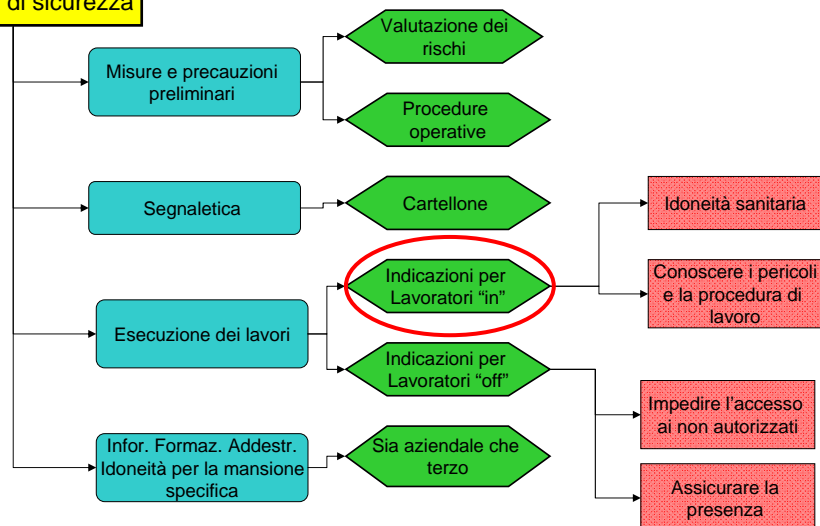 di sicurezza
Valutazione dei
rischi
Misure e precauzioni
preliminari
Procedure
operative
Segnaletica
Cartellone
Idoneità sanitaria
Indicazioni per
Lavoratori “in”
Conoscere i pericoli
e la procedura di
lavoro
Esecuzione dei lavori
Indicazioni per
Lavoratori “off”
Impedire l’accesso
ai non autorizzati
Infor. Formaz. Addestr.
Idoneità per la mansione
specifica
Sia aziendale che
terzo
Assicurare la
presenza